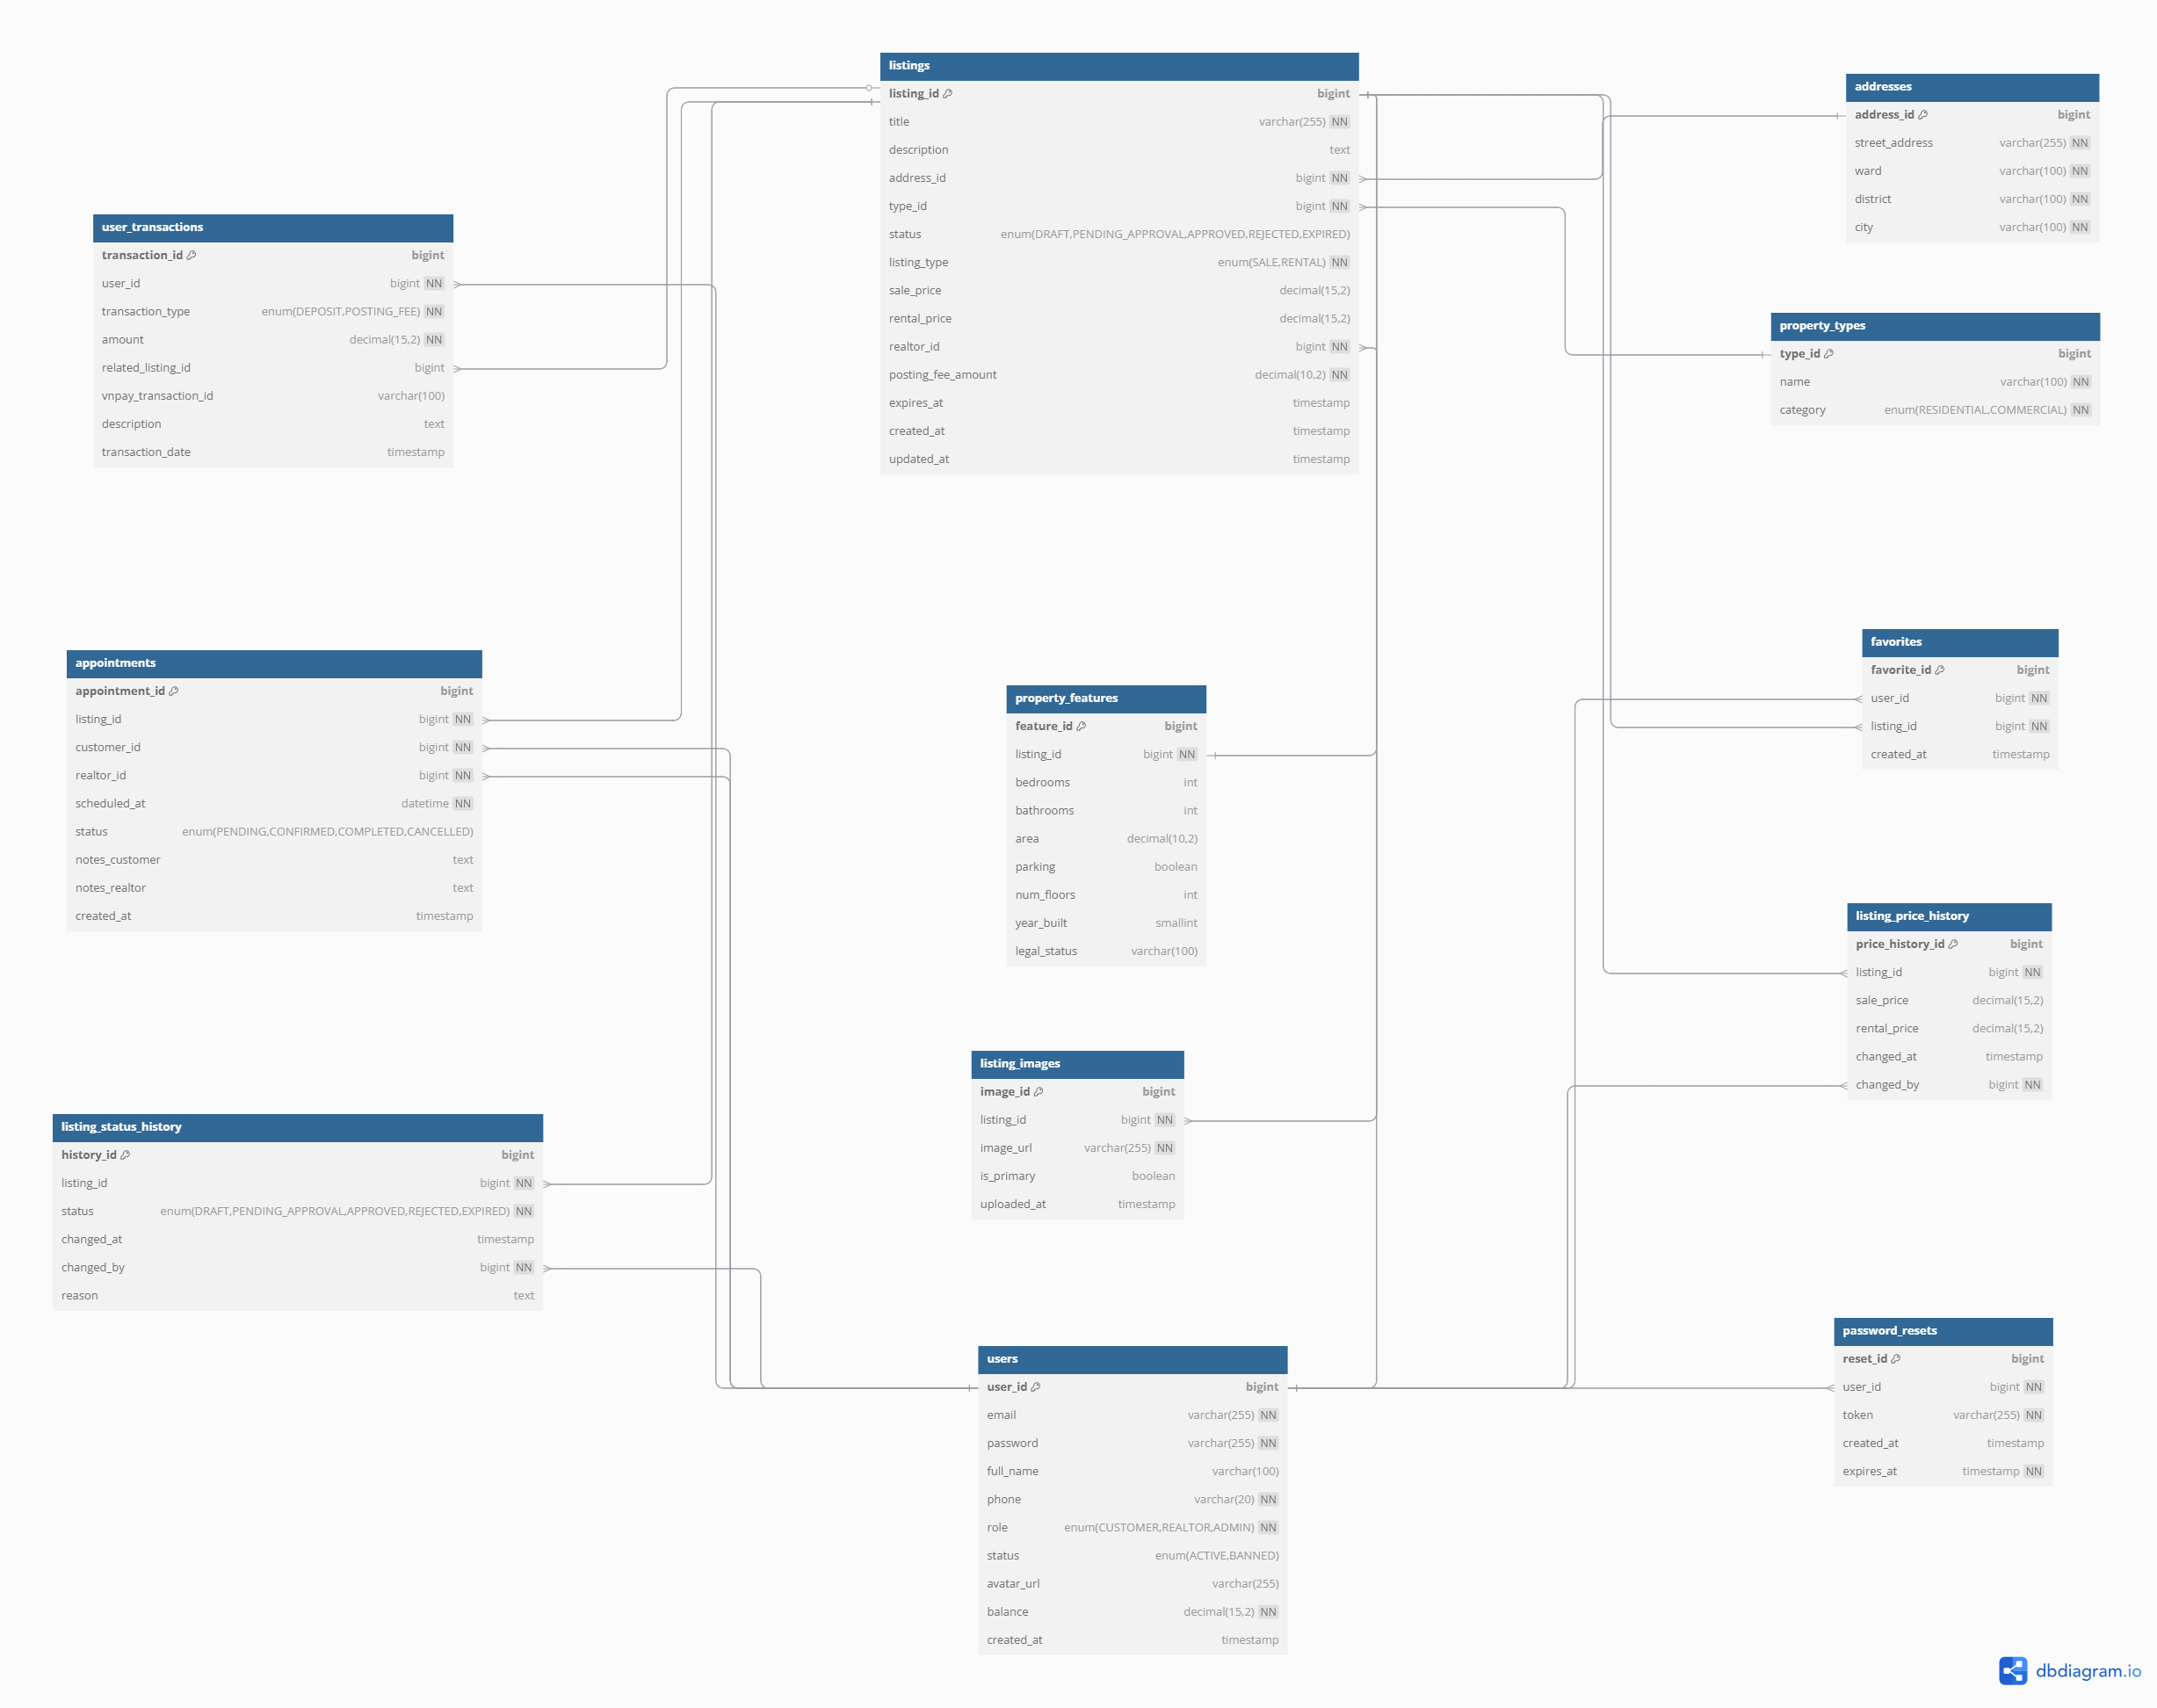 listings
listing_id bigint
title varchar(255) NN
description text
address_id bigint NN
type_id bigint NN
status enum(DRAFT,PENDING_APPROVAL,APPROVED,REJECTED,EXPIRED)
listing_type enum(SALE,RENTAL) NN
sale_price decimal(15,2)
rental_price decimal(15,2)
realtor_id bigint NN
posting_fee_amount decimal(10,2) NN
expires_at timestamp
created_at timestamp
updated_at timestamp
addresses
address_id bigint
street_address varchar(255) NN
ward varchar(100) NN
district varchar(100) NN
city varchar(100) NN
user_transactions
transaction_id bigint
user_id bigint NN
transaction_type enum(DEPOSIT,POSTING_FEE) NN
amount decimal(15,2) NN
related_listing_id bigint
vnpay_transaction_id varchar(100)
description text
transaction_date timestamp
property_types
type_id bigint
name varchar(100) NN
category enum(RESIDENTIAL,COMMERCIAL) NN
appointments
appointment_id bigint
listing_id bigint NN
customer_id bigint NN
realtor_id bigint NN
scheduled_at datetime NN
status enum(PENDING,CONFIRMED,COMPLETED,CANCELLED)
notes_customer text
notes_realtor text
created_at timestamp
property_features
feature_id bigint
listing_id bigint NN
bedrooms int
bathrooms int
area decimal(10,2)
parking boolean
num_floors int
year_built smallint
legal_status varchar(100)
favorites
favorite_id bigint
user_id bigint NN
listing_id bigint NN
created_at timestamp
listing_price_history
price_history_id bigint
listing_id bigint NN
sale_price decimal(15,2)
rental_price decimal(15,2)
changed_at timestamp
changed_by bigint NN
listing_images
image_id bigint
listing_id bigint NN
image_url varchar(255) NN
is_primary boolean
uploaded_at timestamp
listing_status_history
history_id bigint
listing_id bigint NN
status enum(DRAFT,PENDING_APPROVAL,APPROVED,REJECTED,EXPIRED) NN
changed_at timestamp
changed_by bigint NN
reason text
users
user_id bigint
email varchar(255) NN
password varchar(255) NN
full_name varchar(100)
phone varchar(20) NN
role enum(CUSTOMER,REALTOR,ADMIN) NN
status enum(ACTIVE,BANNED)
avatar_url varchar(255)
balance decimal(15,2) NN
created_at timestamp
password_resets
reset_id bigint
user_id bigint NN
token varchar(255) NN
created_at timestamp
expires_at timestamp NN
dbdiagram.io